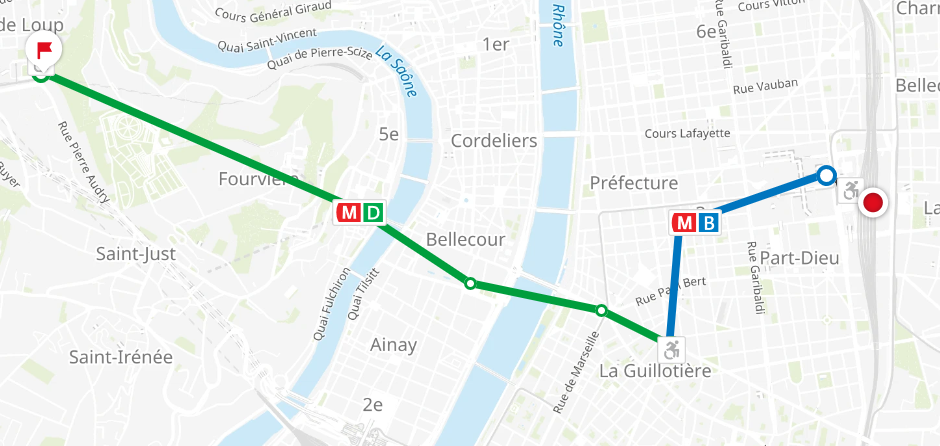 Cours Général Giraud
Cours Vitton
Charr
de Loup
Quai Saint-Vincent
Rhône
1er
6e
Rue Garibaldi
Quai de Pierre-Scize
La Saône
Rue Vauban
Bellec
5e
Cordeliers
Cours Lafayette
Rue Pierre Audry
Buyer
Fourvière
Préfecture
La
M D
M B
Bellecour
Saint-Just
Part-Dieu
Rue Garibaldi
Rue Paul Bert
Quai Fulchiron
Quai Tilsitt
Ainay
Saint-Irénée
La Guillotière
Rue de Marseille
2e